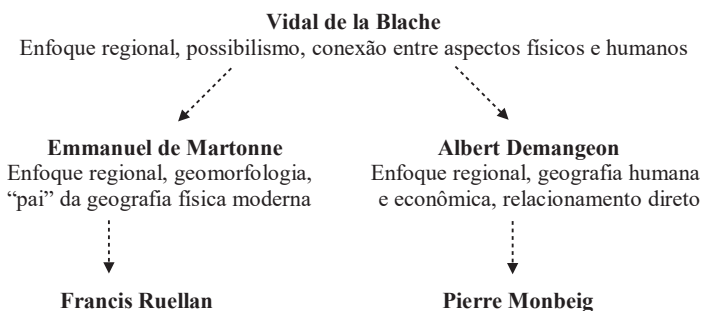 Vidal de la Blache
Enfoque regional, possibilismo, conexão entre aspectos físicos e humanos
Emmanuel de Martonne
Enfoque regional, geomorfologia,
“pai” da geografia física moderna
Albert Demangeon
Enfoque regional, geografia humana
e econômica, relacionamento direto
Francis Ruellan
Pierre Monbeig